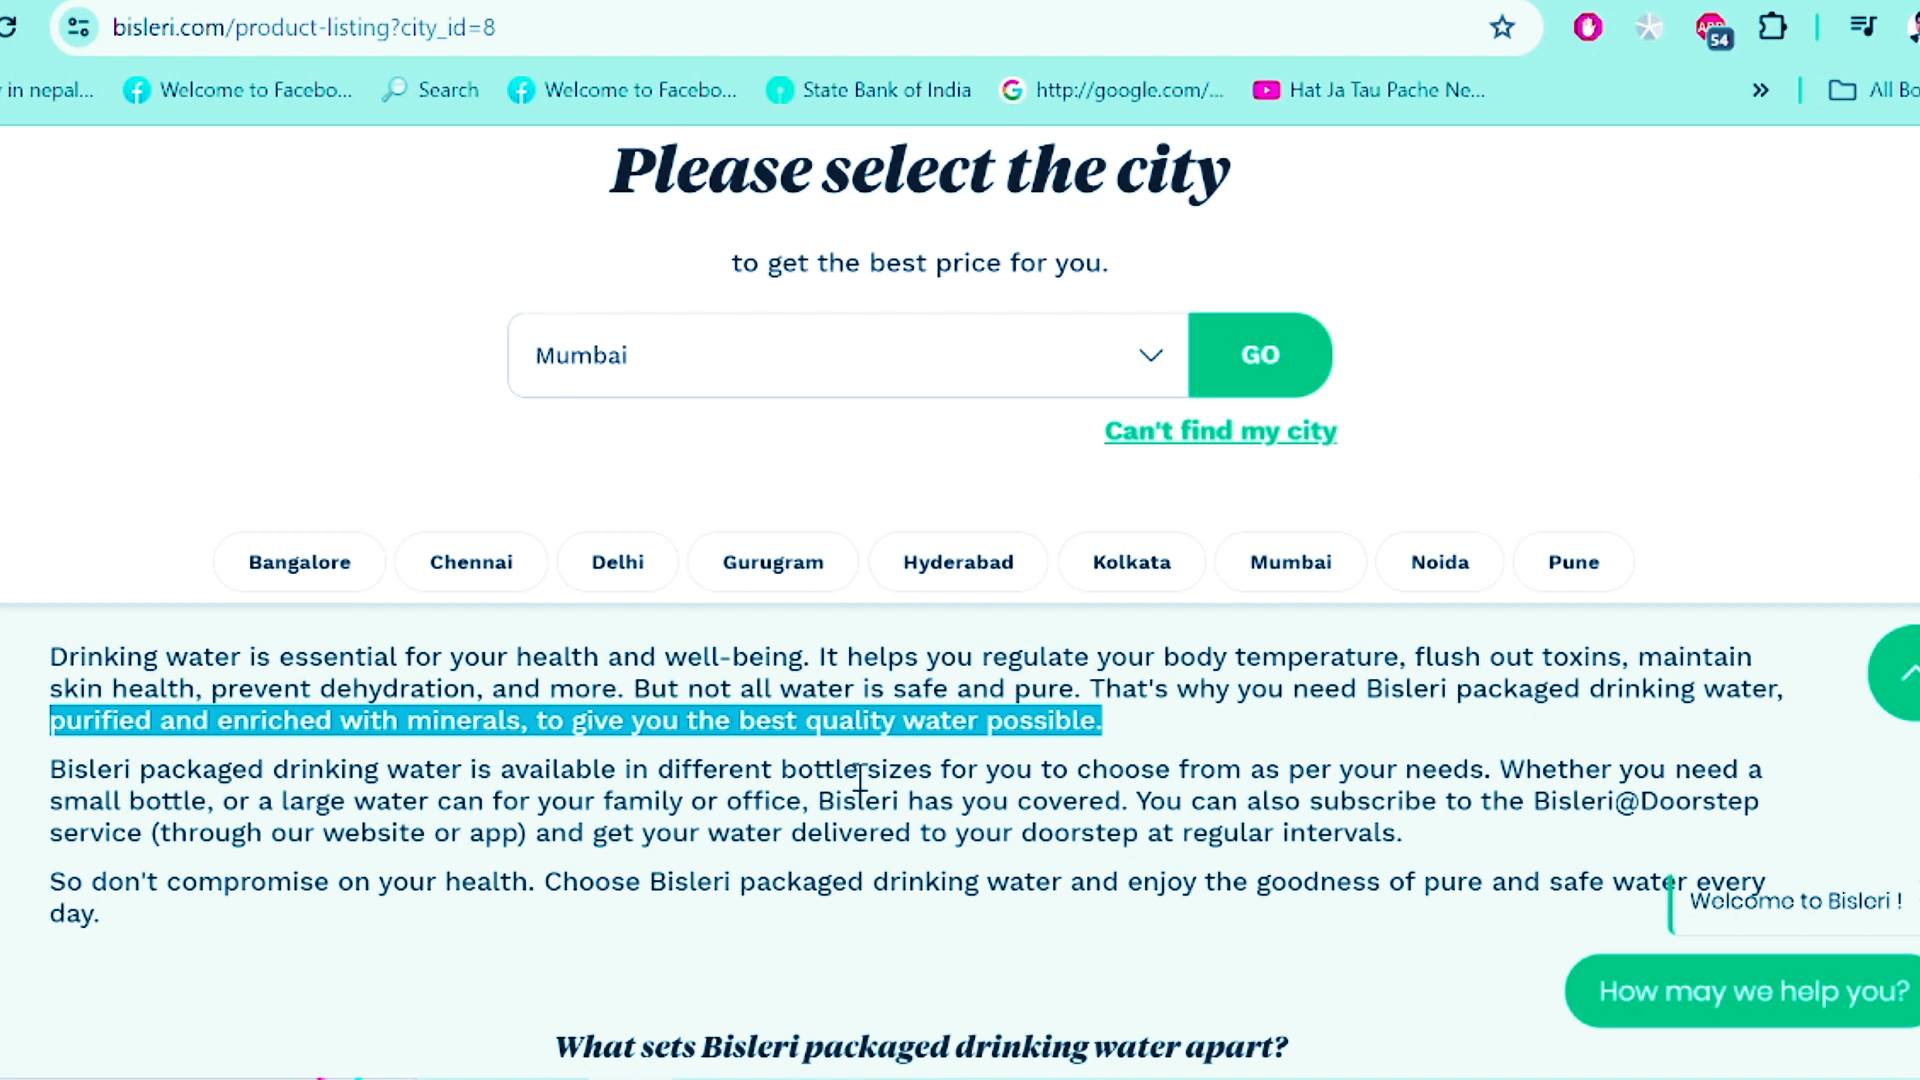 bisleri.com/product-listing?city_id=8
54
in nepal...
Welcome to Facebo...
Search
Welcome to Facebo...
State Bank of India
http://google.com/...
Hat Ja Tau Pache Ne...
All Bo
Please select the city
to get the best price for you.
Mumbai
GO
Can't find my city
Bangalore
Chennai
Delhi
Gurugram
Hyderabad
Kolkata
Mumbai
Noida
Pune
Drinking water is essential for your health and well-being. It helps you regulate your body temperature, flush out toxins, maintain
skin health, prevent dehydration, and more. But not all water is safe and pure. That's why you need Bisleri packaged drinking water,
purified and enriched with minerals, to give you the best quality water possible.
Bisleri packaged drinking water is available in different bottle sizes for you to choose from as per your needs. Whether you need a
small bottle, or a large water can for your family or office, Bisleri has you covered. You can also subscribe to the Bisleri@Doorstep
service (through our website or app) and get your water delivered to your doorstep at regular intervals.
So don't compromise on your health. Choose Bisleri packaged drinking water and enjoy the goodness of pure and safe water every
day.
Welcome to Bisleri !
How may we help you?
What sets Bisleri packaged drinking water apart?